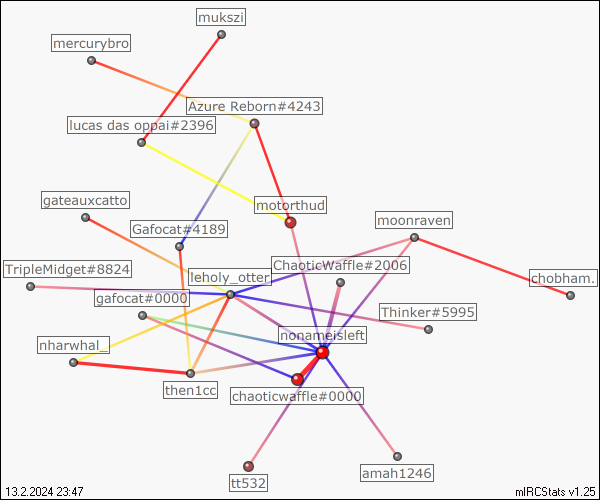 mukszi
mercurybro
Azure Reborn#4243
lucas das oppai#2396
gateauxcatto
motorthud
moonraven
Gafocat#4189
TripleMidget#8824
leholy_otter
ChaoticWaffle#2006
chobham.
gafocat#0000
Thinker#5995
nonameisleft
nharwhal_
then1cc
chaoticwaffle#0000
tt532
amah1246
13.2.2024 23:47
mIRCStats v1.25